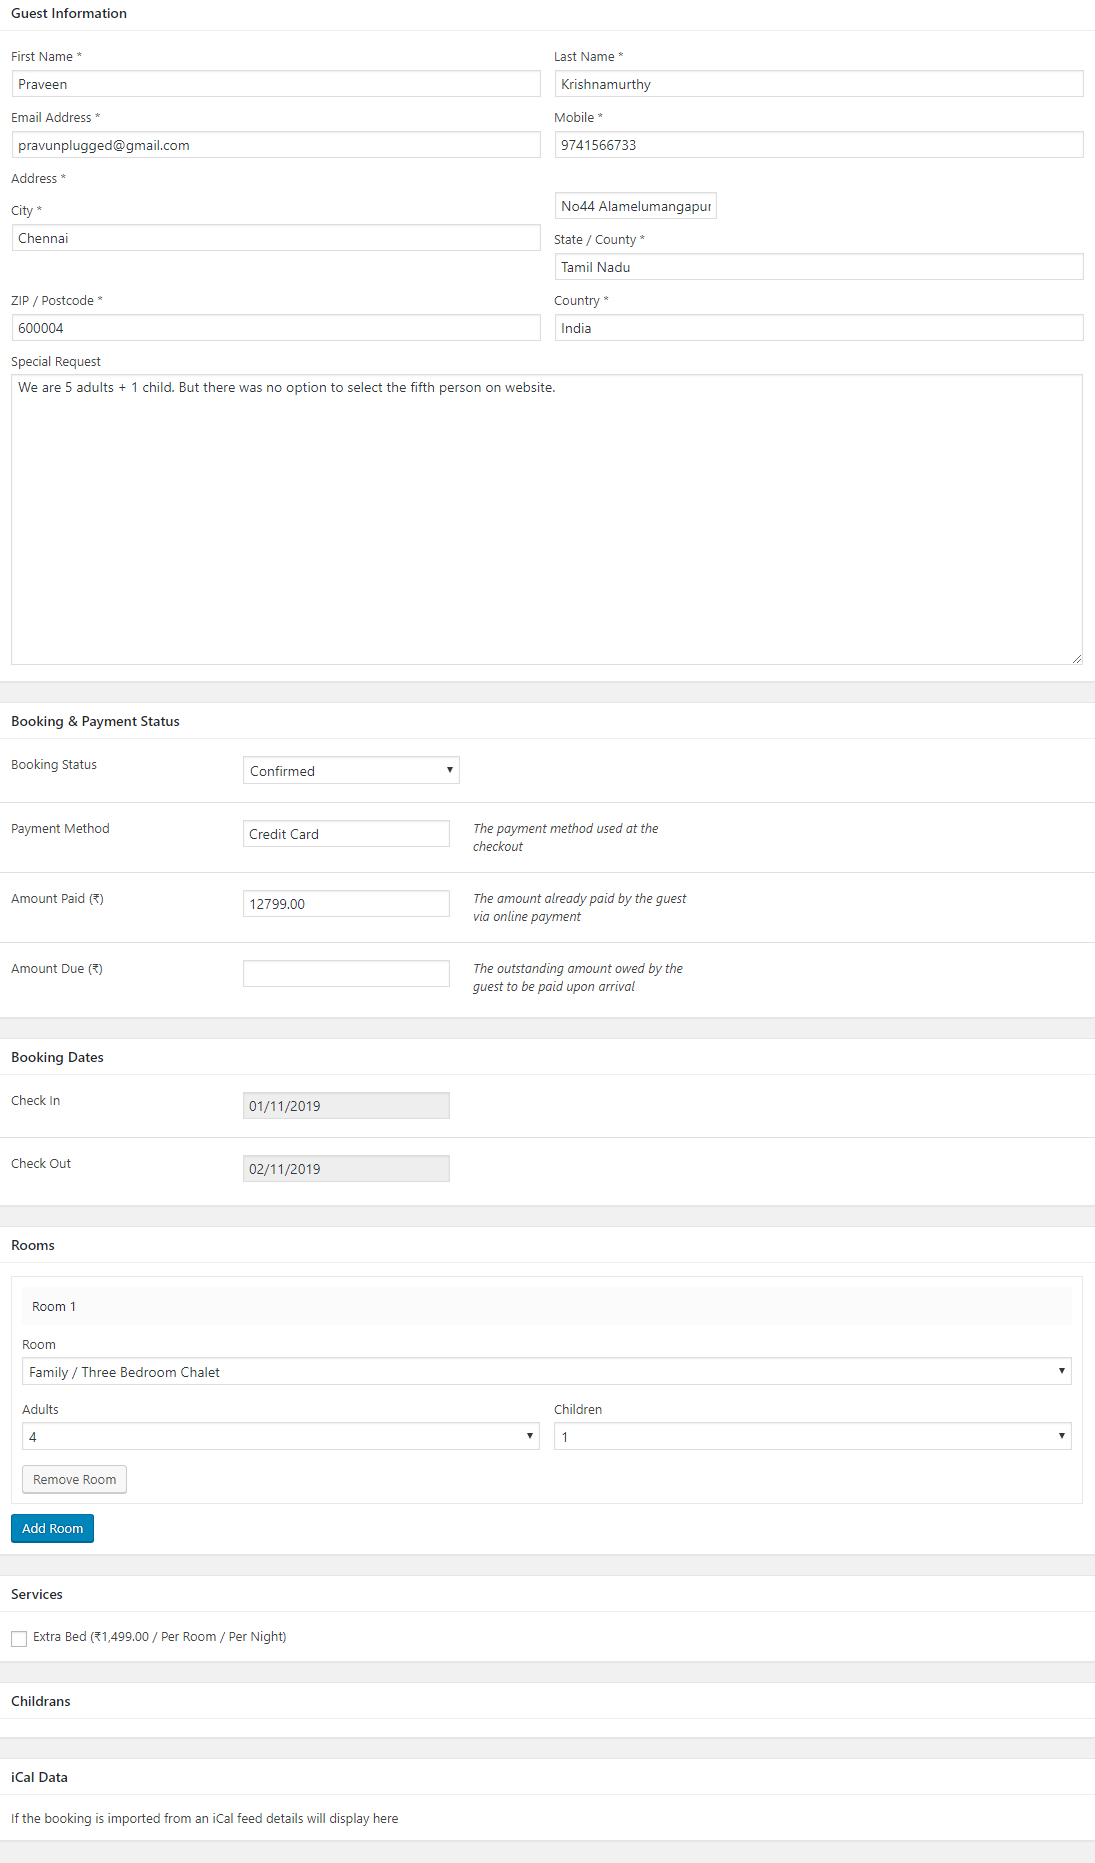 Guest Information
First Name *
Last Name *
Praveen
Krishnamurthy
Email Address *
Mobile *
pravunplugged@gmail.com
9741566733
Address *
No44 Alamelumangapur
City *
Chennai
State / County *
Tamil Nadu
ZIP / Postcode *
Country *
600004
India
Special Request
We are 5 adults + 1 child. But there was no option to select the fifth person on website.
Booking & Payment Status
Booking Status
Confirmed
Payment Method
Credit Card
The payment method used at the
checkout
Amount Paid (₹)
12799.00
The amount already paid by the guest
via online payment
Amount Due (₹)
The outstanding amount owed by the
guest to be paid upon arrival
Booking Dates
Check In
01/11/2019
Check Out
02/11/2019
Rooms
Room 1
Room
Family / Three Bedroom Chalet
Adults
Children
4
1
Remove Room
Add Room
Services
Extra Bed (₹1,499.00 / Per Room / Per Night)
Childrans
iCal Data
If the booking is imported from an iCal feed details will display here